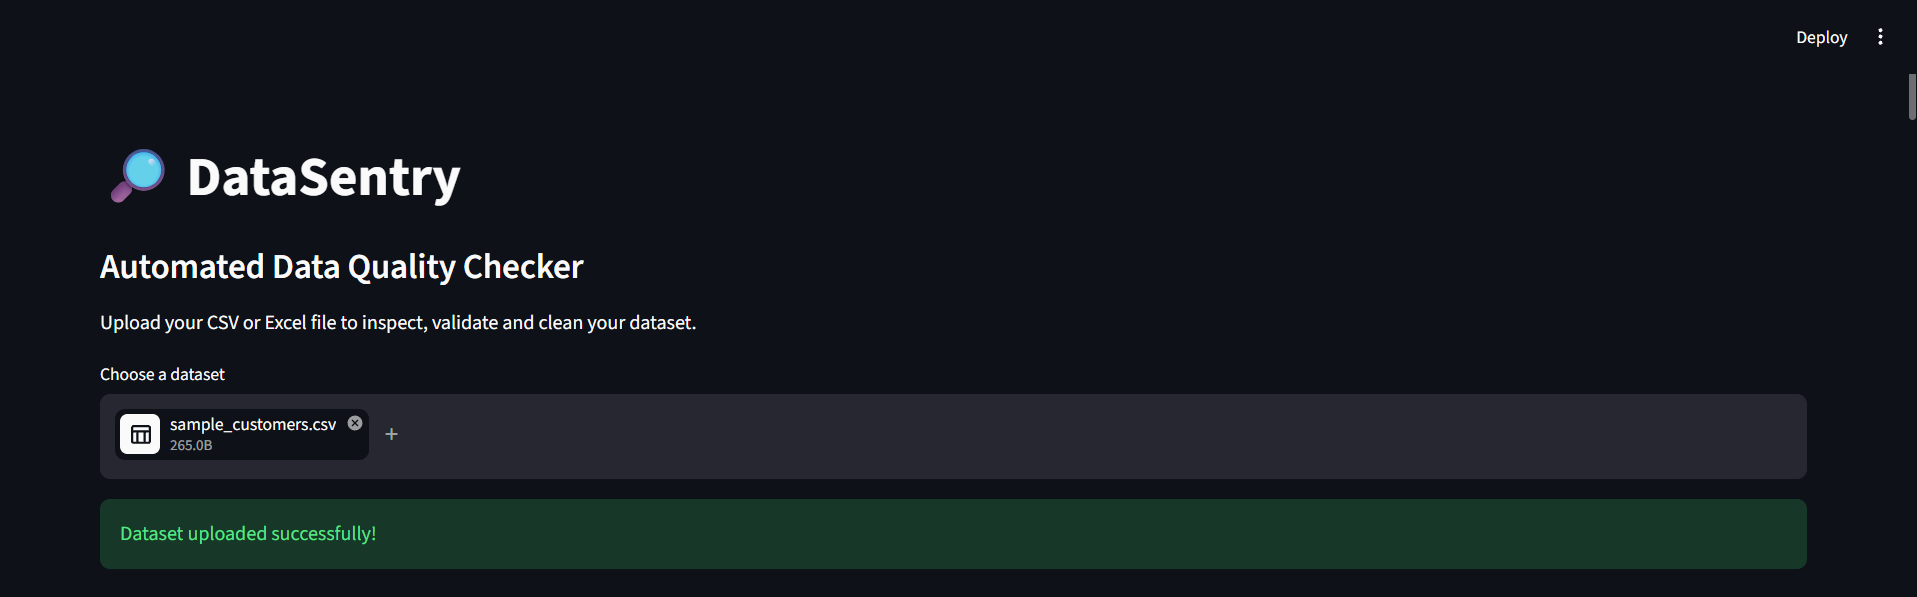 Deploy
DataSentry
Automated Data Quality Checker
Upload your CSV or Excel file to inspect, validate and clean your dataset.
Choose a dataset
sample_customers.csv
265.0B
Dataset uploaded successfully!